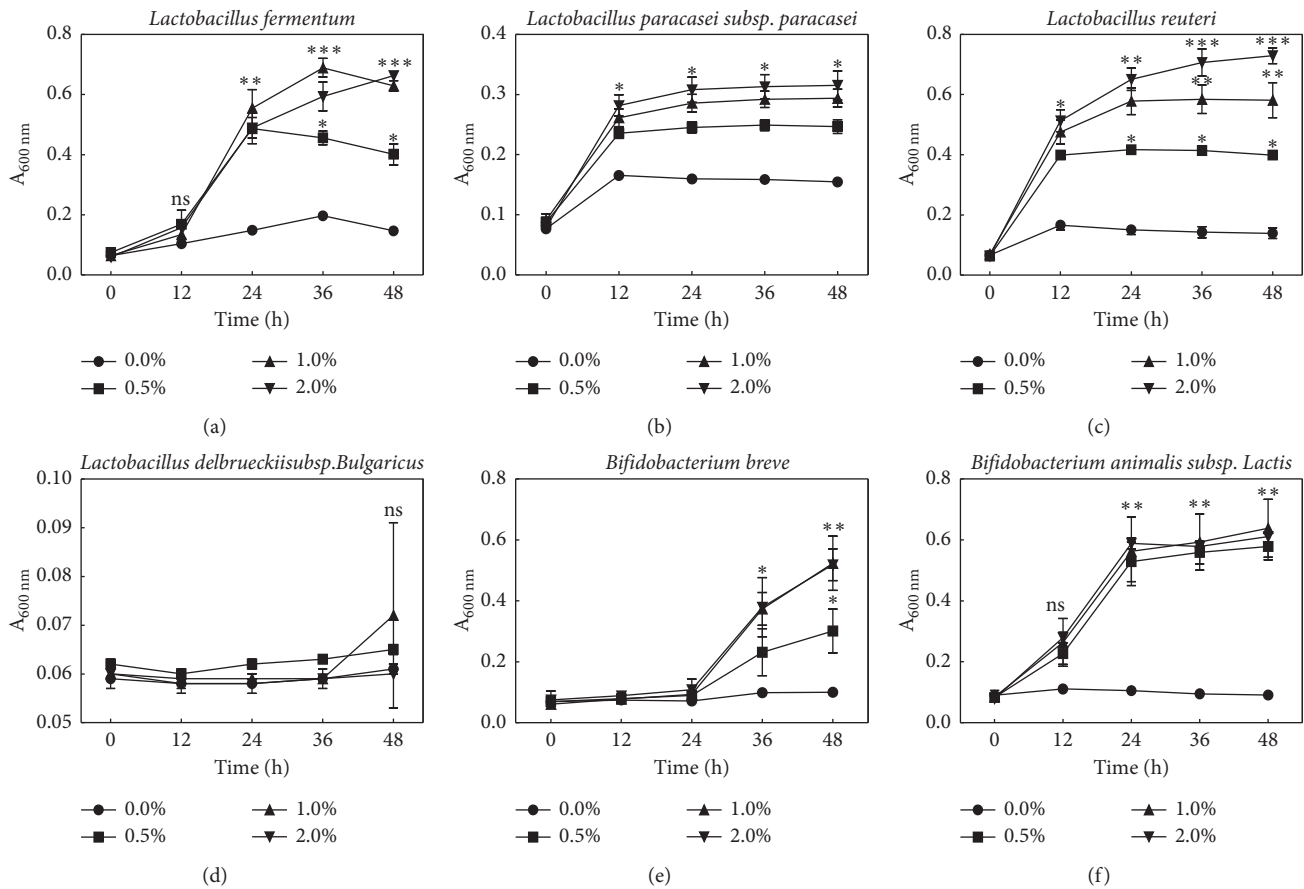 Lactobacillus fermentum
0.8
0.6
0.4
0.2
0.0
A600 nm
ns
**
***
*
***
*
0 12 24 36 48
Time (h)
0.0% 1.0%
0.5% 2.0%
(a)
Lactobacillus paracasei subsp. paracasei
0.4
0.3
0.2
0.1
0.0
A600 nm
* * * *
0 12 24 36 48
Time (h)
0.0% 1.0%
0.5% 2.0%
(b)
Lactobacillus reuteri
0.8
0.6
0.4
0.2
0.0
A600 nm
*
**
*
***
**
*
***
**
*
0 12 24 36 48
Time (h)
0.0% 1.0%
0.5% 2.0%
(c)
Lactobacillus delbrueckiisubsp.Bulgaricus
0.10
0.09
0.08
0.07
0.06
0.05
A600 nm
ns
0 12 24 36 48
Time (h)
0.0% 1.0%
0.5% 2.0%
(d)
Bifidobacterium breve
0.8
0.6
0.4
0.2
0.0
A600 nm
*
**
*
0 12 24 36 48
Time (h)
0.0% 1.0%
0.5% 2.0%
(e)
Bifidobacterium animalis subsp. Lactis
0.8
0.6
0.4
0.2
0.0
A600 nm
ns
** ** **
0 12 24 36 48
Time (h)
0.0% 1.0%
0.5% 2.0%
(f)